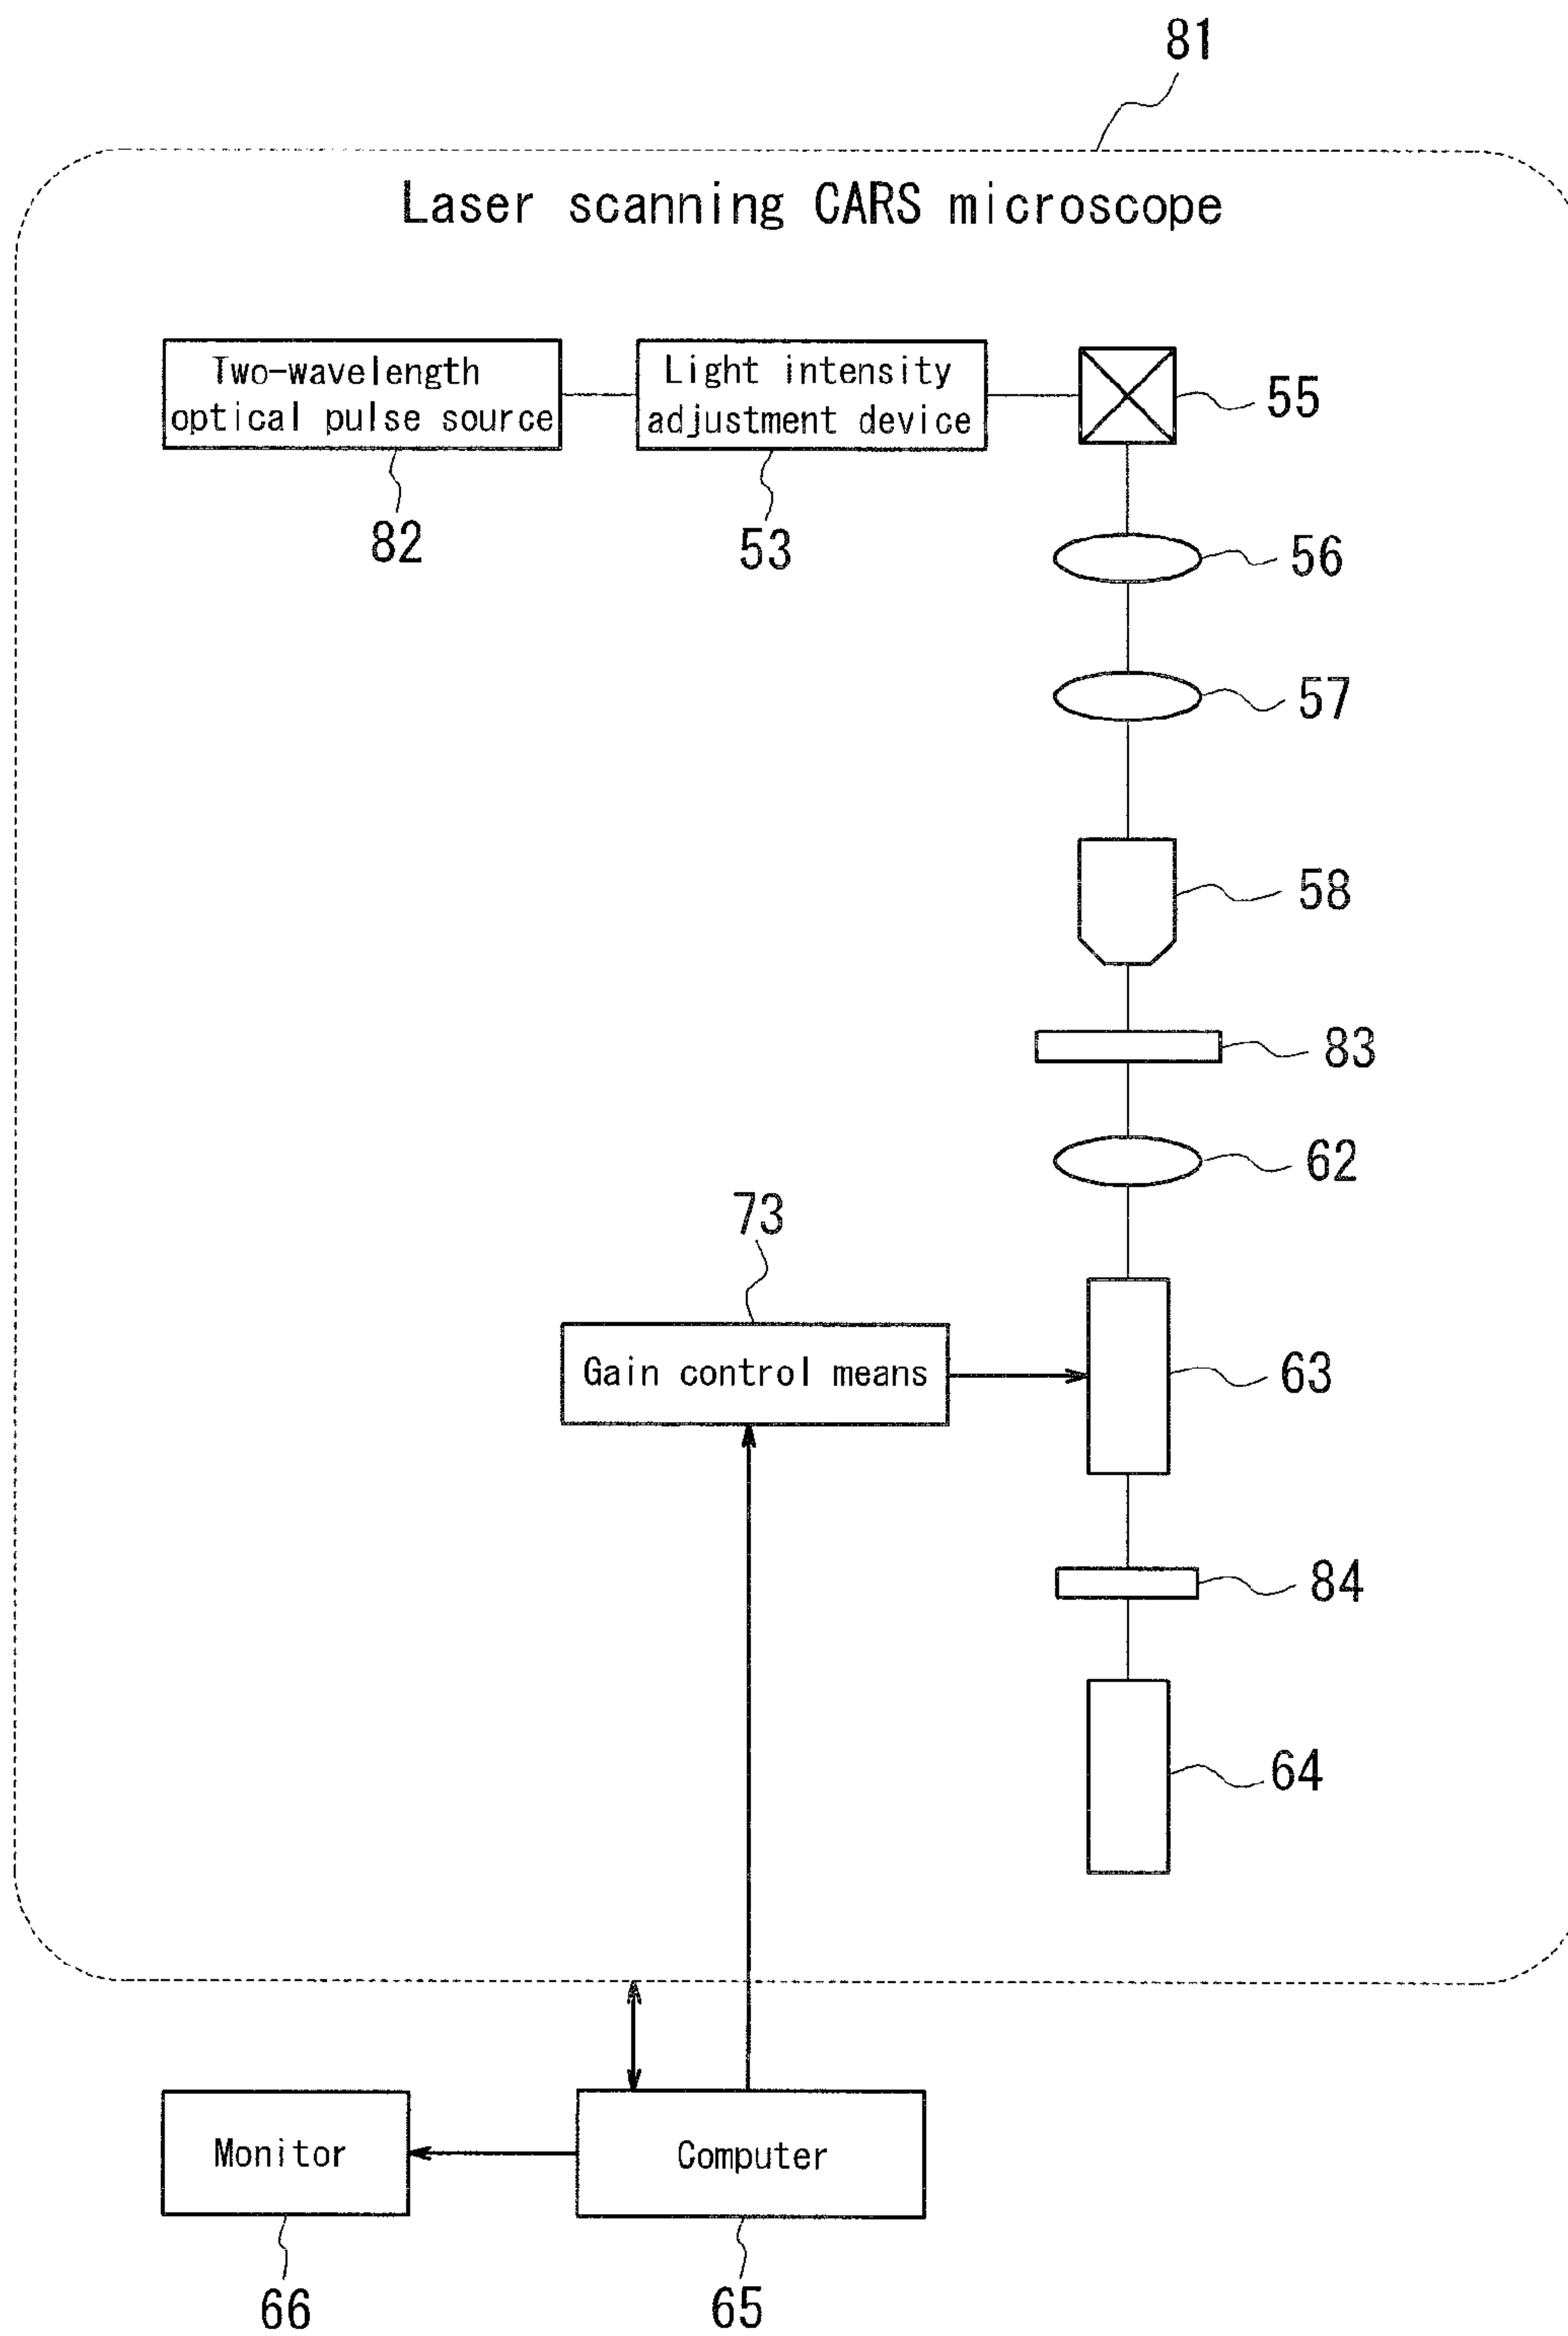 81
Laser scanning CARS microscope
Two-wavelength
optical pulse source
Light intensity
adjustment device
55
82
53
56
57
58
83
62
73
Gain control means
63
84
64
Monitor
Computer
66
65